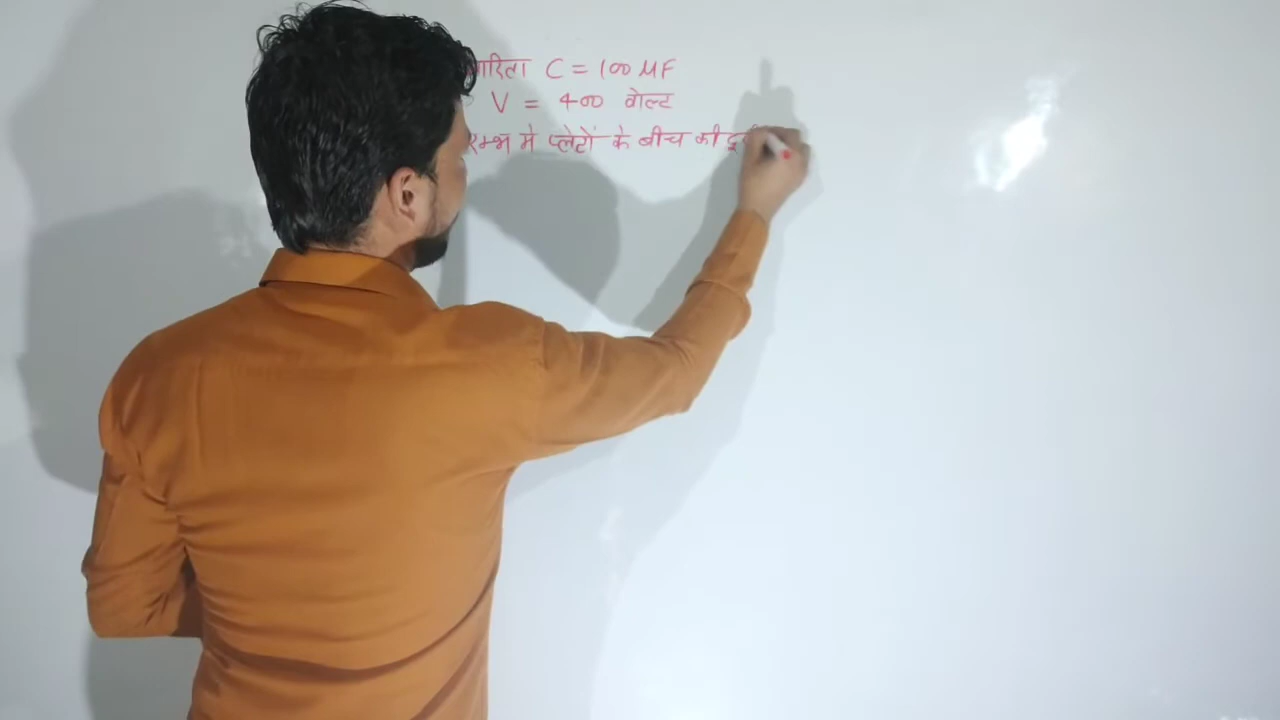 C = 100 µF
V = 400 वोल्ट
में प्लेटों के बीच की